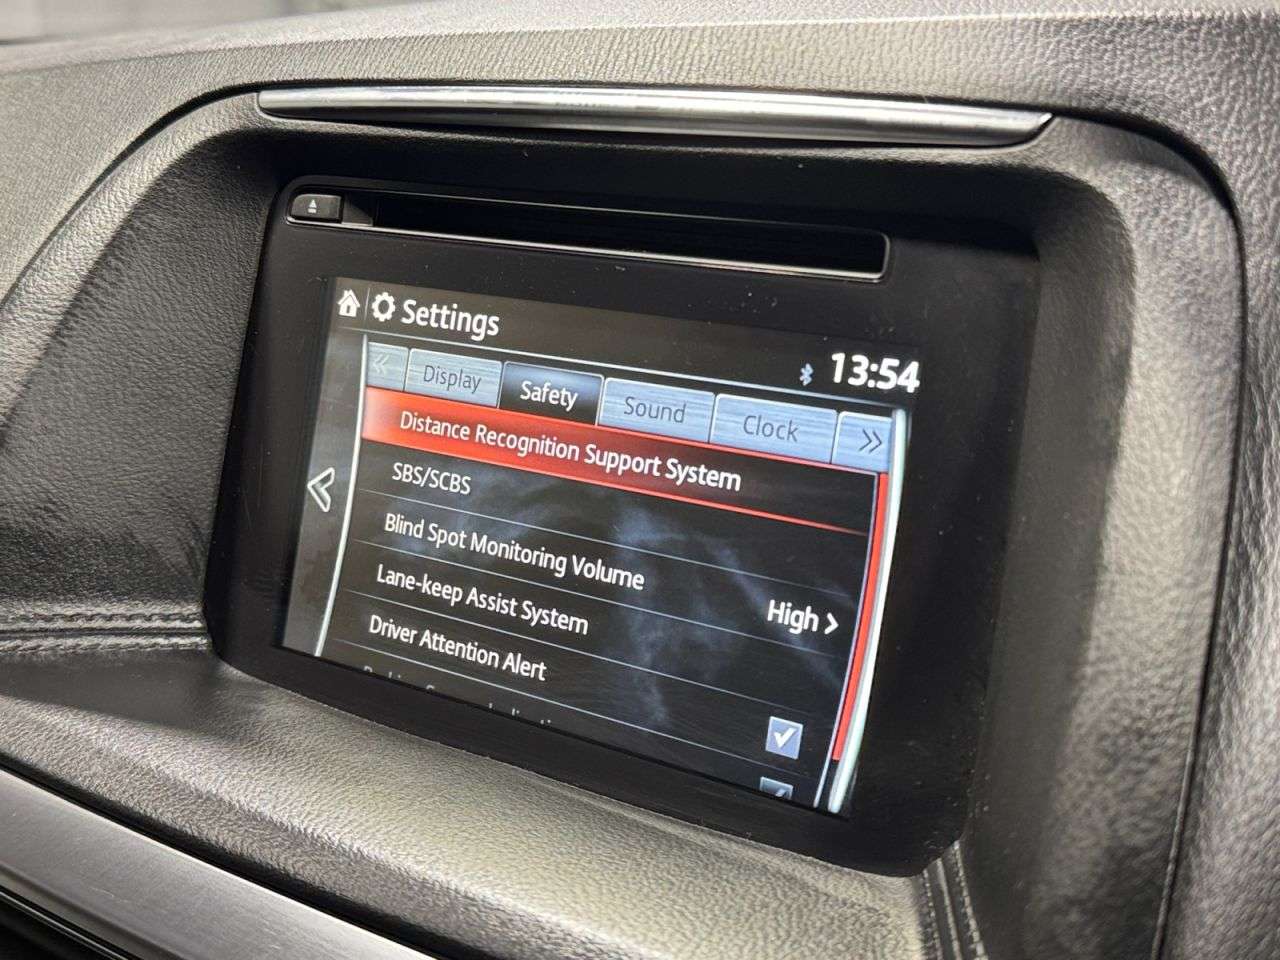 Settings
13:54
Display Safety Sound Clock
Distance Recognition Support System
SBS/SCBS
Blind Spot Monitoring Volume High
Lane-keep Assist System
Driver Attention Alert